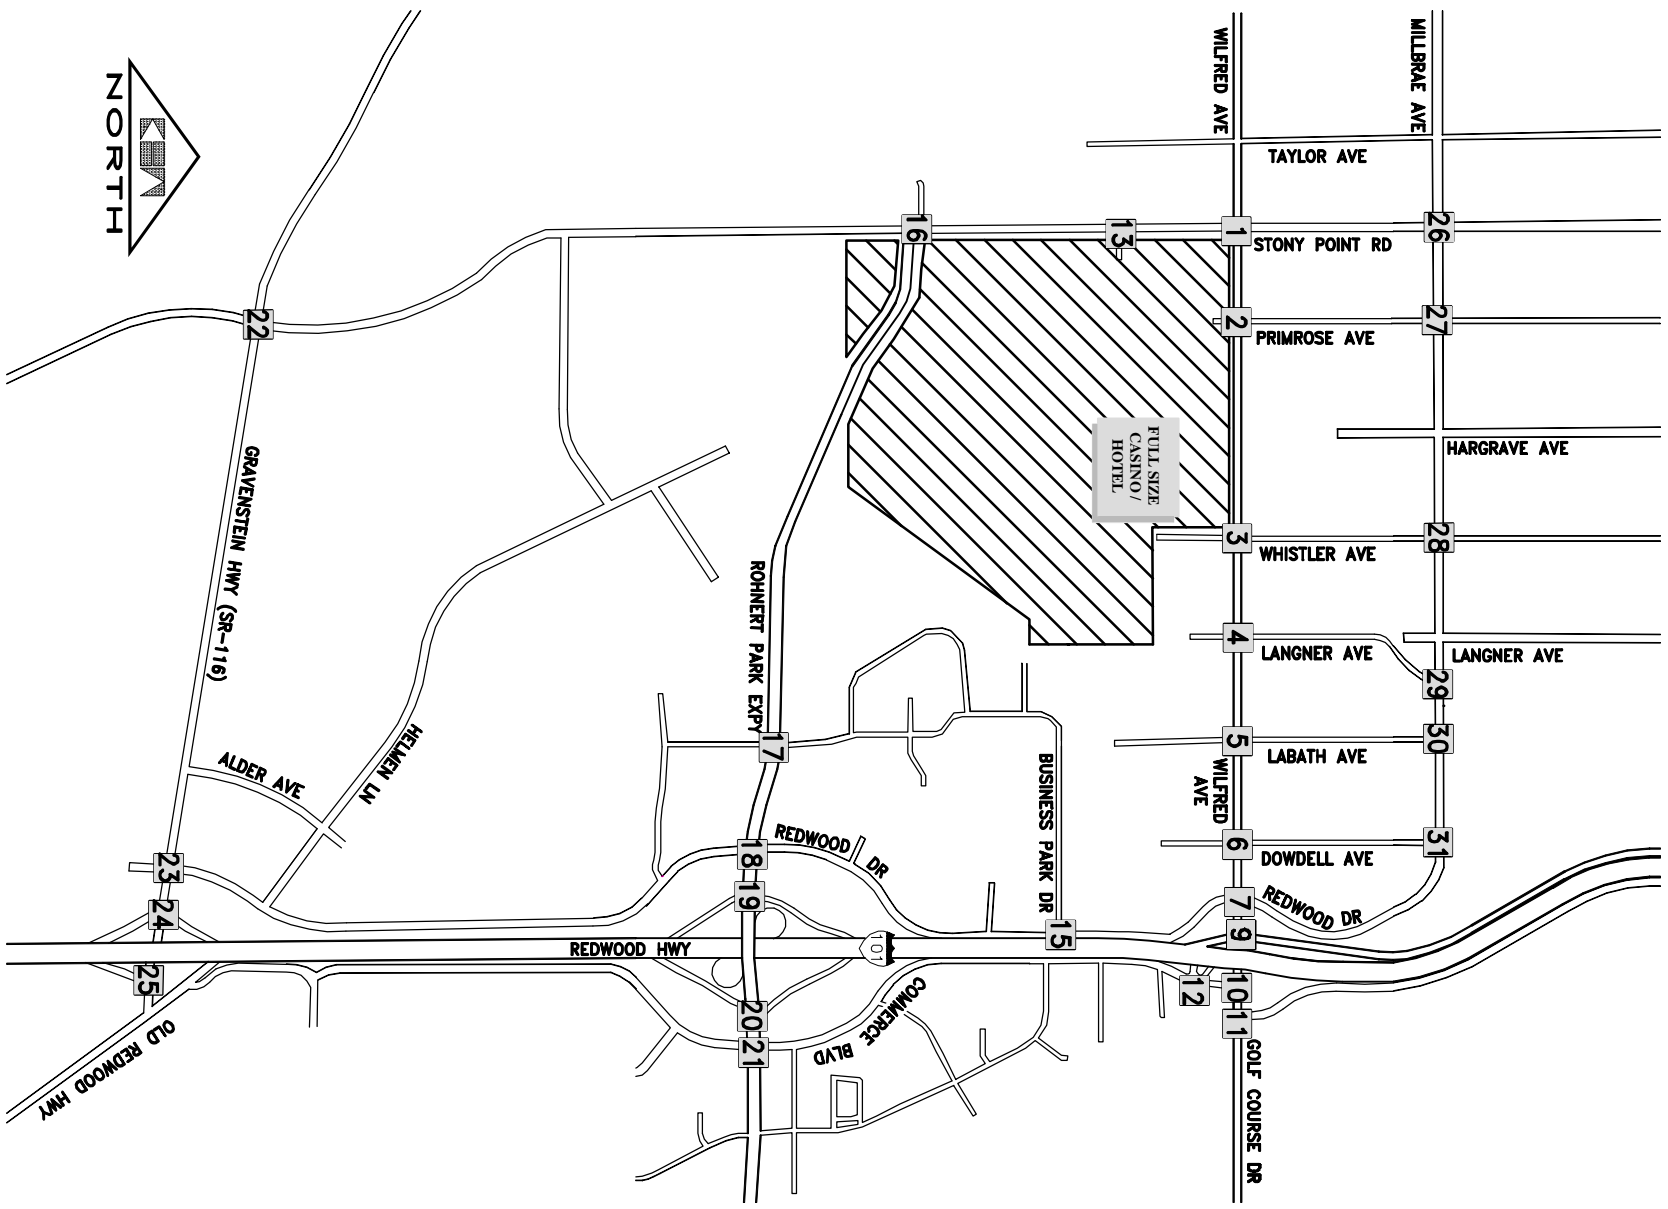 WILFRED AVE
MILLBRAE AVE
TAYLOR AVE
NORTH
16
13
1
STONY POINT RD
26
22
2
PRIMROSE AVE
27
FULL SIZE
CASINO /
HOTEL
HARGRAVE AVE
GRAVENSTEIN HWY (SR-116)
3
WHISTLER AVE
28
ROHNERT PARK EXPY
4
LANGNER AVE
LANGNER AVE
29
17
5
LABATH AVE
30
HELMEN LN
ALDER AVE
BUSINESS PARK DR
WILFRED
AVE
23
18
REDWOOD DR
6
DOWDELL AVE
31
24
19
7
REDWOOD DR
REDWOOD HWY
101
15
9
25
12
10
20
COMMERCE BLVD
11
21
OLD REDWOOD HWY
GOLF COURSE DR